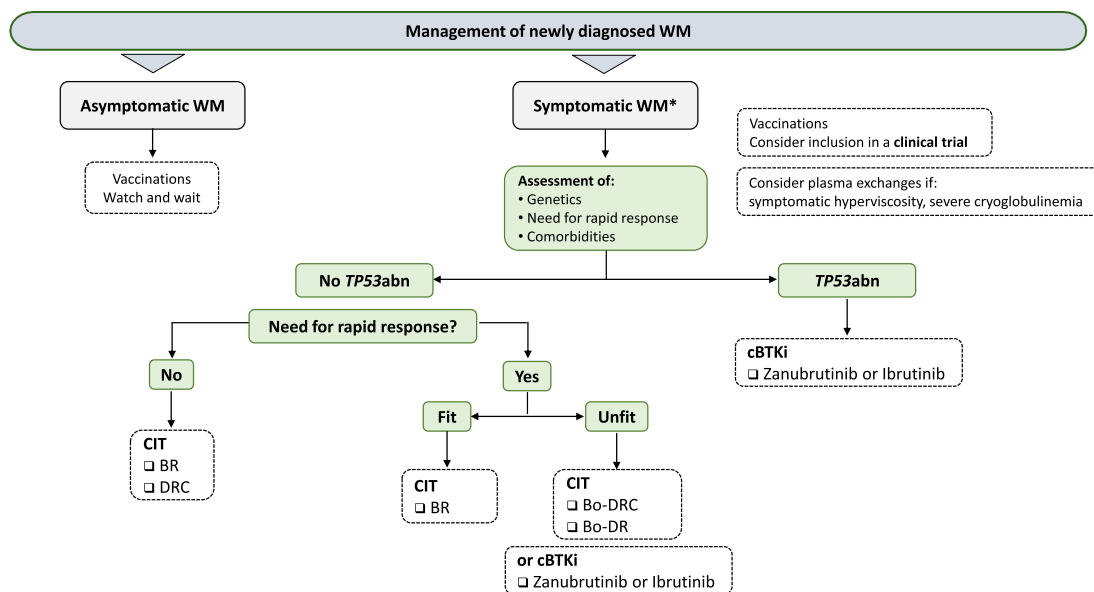 Management of newly diagnosed WM
Asymptomatic WM
Symptomatic WM*
Vaccinations
Watch and wait
Vaccinations
Consider inclusion in a clinical trial
Consider plasma exchanges if:
symptomatic hyperviscosity, severe cryoglobulinemia
Assessment of:
• Genetics
• Need for rapid response
• Comorbidities
No TP53abn
TP53abn
Need for rapid response?
cBTKi
❑ Zanubrutinib or Ibrutinib
No
Yes
Fit
Unfit
CIT
❑ BR
❑ DRC
CIT
❑ BR
CIT
❑ Bo-DRC
❑ Bo-DR
or cBTKi
❑ Zanubrutinib or Ibrutinib